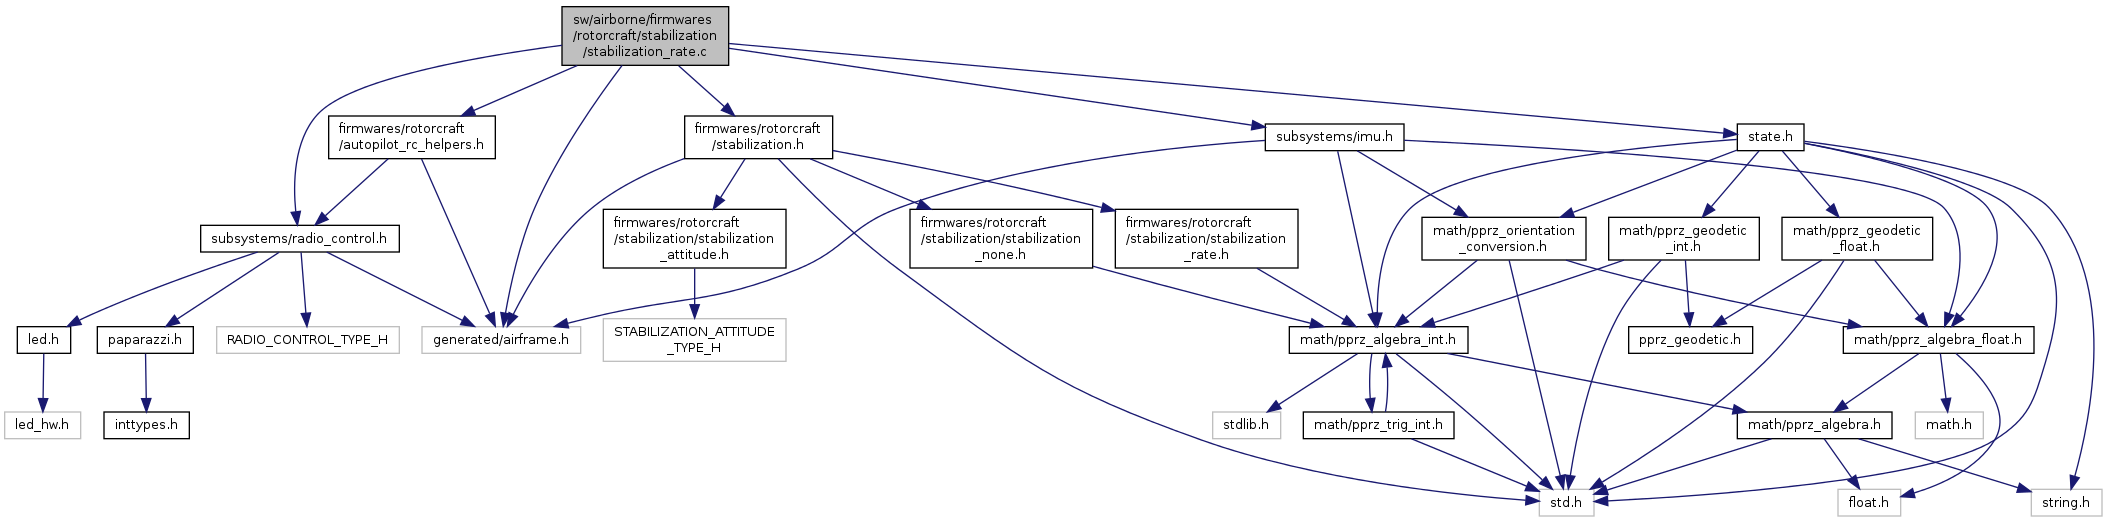 sw/airborne/firmwares
/rotorcraft/stabilization
/stabilization_rate.c
firmwares/rotorcraft
/autopilot_rc_helpers.h
firmwares/rotorcraft
/stabilization.h
subsystems/imu.h
state.h
subsystems/radio_control.h
firmwares/rotorcraft
/stabilization/stabilization
_attitude.h
firmwares/rotorcraft
/stabilization/stabilization
_none.h
firmwares/rotorcraft
/stabilization/stabilization
_rate.h
math/pprz_orientation
_conversion.h
math/pprz_geodetic
_int.h
math/pprz_geodetic
_float.h
led.h
paparazzi.h
RADIO_CONTROL_TYPE_H
generated/airframe.h
STABILIZATION_ATTITUDE
_TYPE_H
math/pprz_algebra_int.h
pprz_geodetic.h
math/pprz_algebra_float.h
led_hw.h
inttypes.h
stdlib.h
math/pprz_trig_int.h
math/pprz_algebra.h
math.h
std.h
float.h
string.h